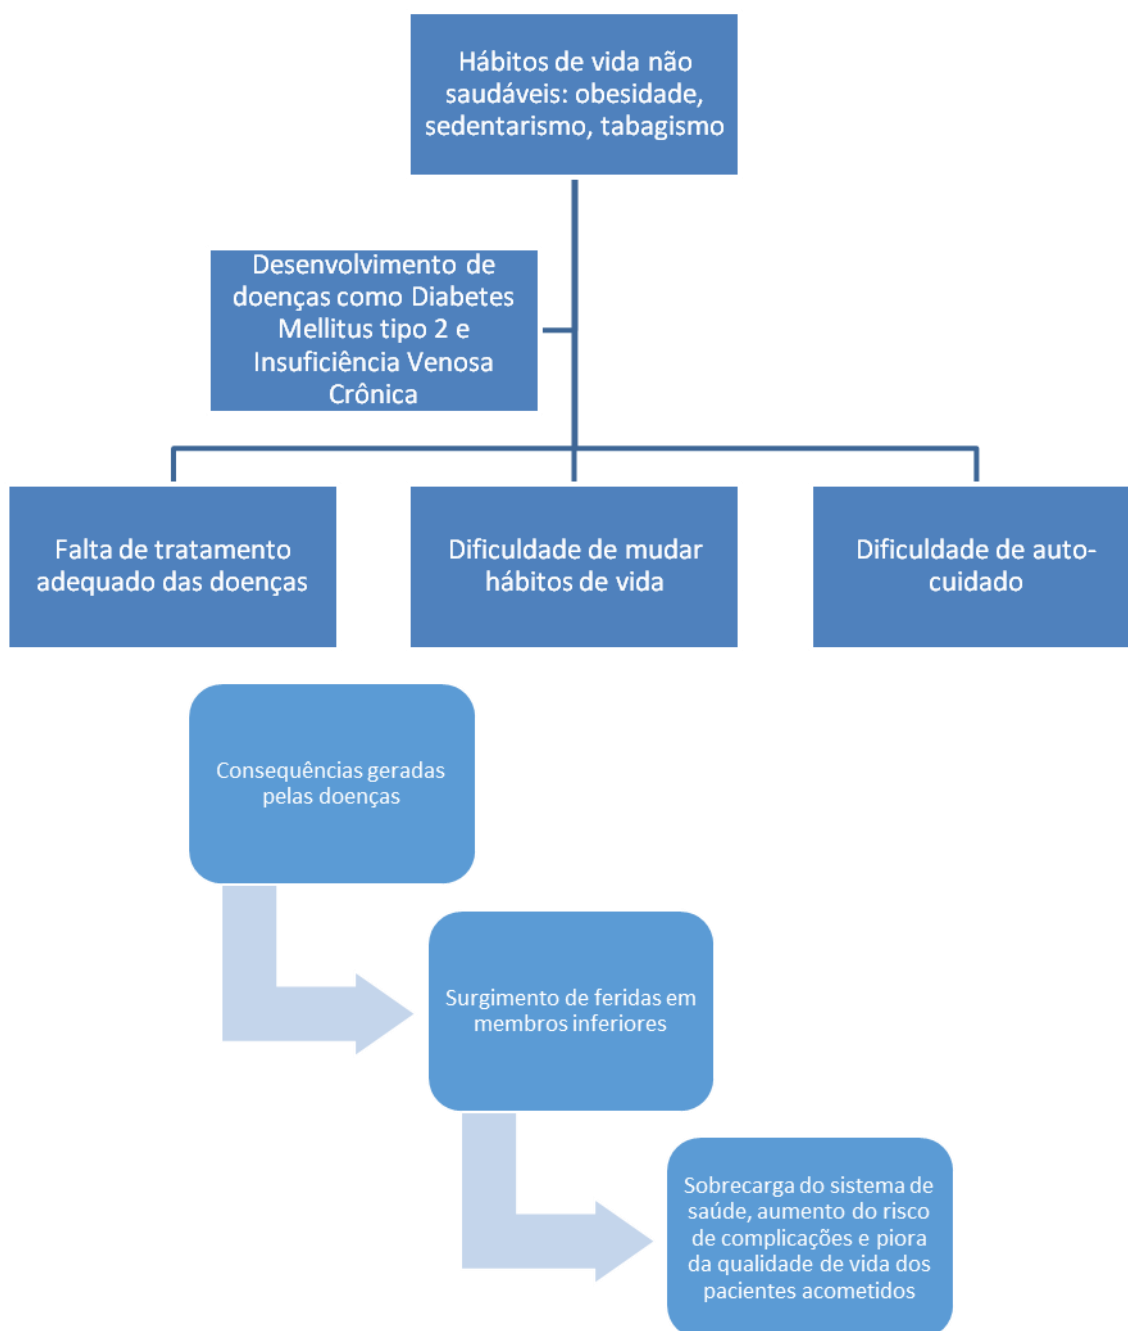 Hábitos de vida não
saudáveis: obesidade,
sedentarismo, tabagismo
Desenvolvimento de
doenças como Diabetes
Mellitus tipo 2 e
Insuficiência Venosa
Crônica
Falta de tratamento
adequado das doenças
Dificuldade de mudar
hábitos de vida
Dificuldade de auto-
cuidado
Consequências geradas
pelas doenças
Surgimento de feridas em
membros inferiores
Sobrecarga do sistema de
saúde, aumento do risco
de complicações e piora
da qualidade de vida dos
pacientes acometidos